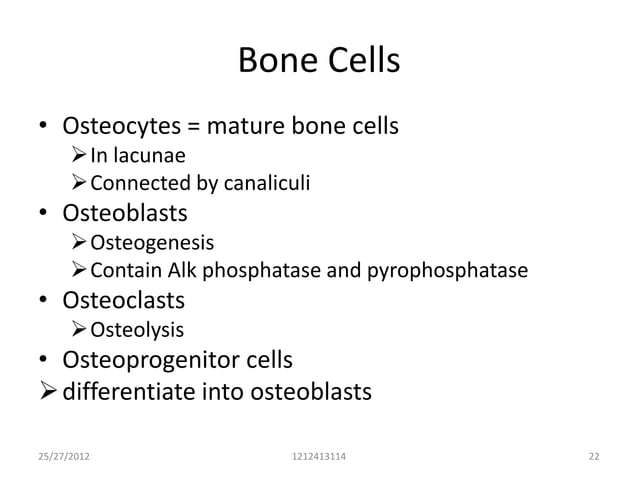 Bone Cells
• Osteocytes = mature bone cells
➢In lacunae
➢Connected by canaliculi
• Osteoblasts
➢Osteogenesis
➢Contain Alk phosphatase and pyrophosphatase
• Osteoclasts
➢Osteolysis
• Osteoprogenitor cells
➢differentiate into osteoblasts
25/27/2012 1212413114 22